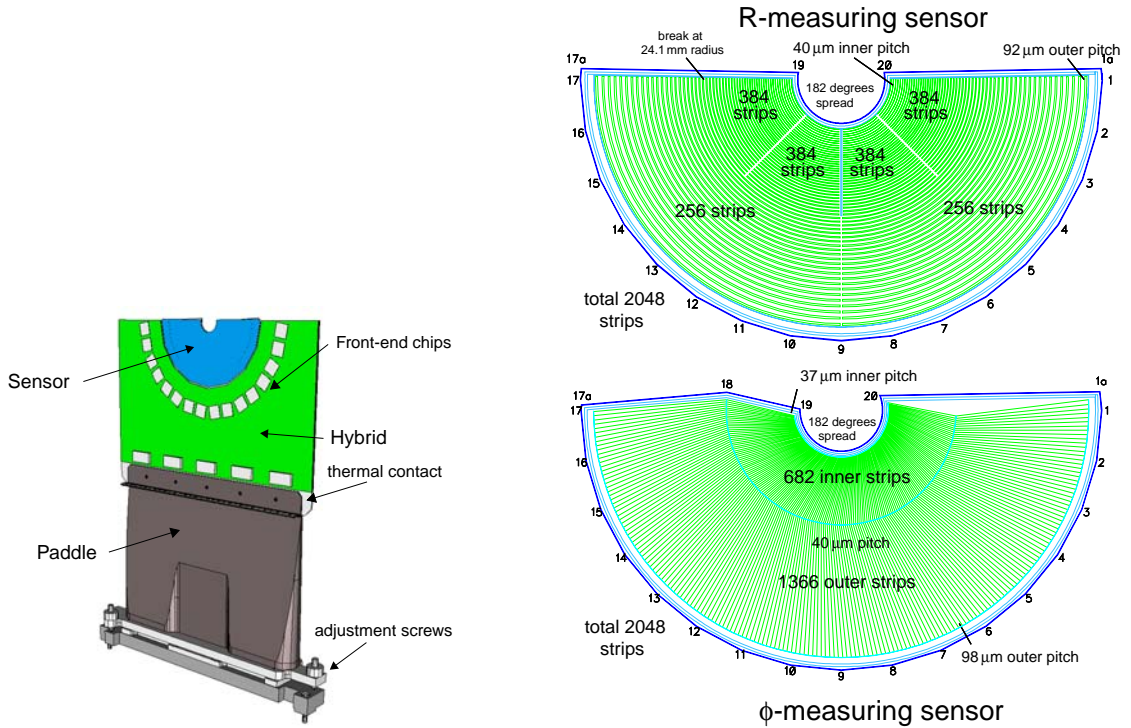 Sensor
Front-end chips
Hybrid
thermal contact
Paddle
adjustment screws
R-measuring sensor
break at
24.1 mm radius
40 μm inner pitch
92 μm outer pitch
17a
19
20
1a
17
1
182 degrees
spread
384
strips
384
strips
16
2
384
strips
384
strips
15
3
256 strips
256 strips
14
4
13
5
total 2048
strips
12
6
11
7
10
9
8
37 μm inner pitch
17a
18
19
20
1a
17
1
182 degrees
spread
16
2
682 inner strips
15
3
40 μm pitch
14
4
1366 outer strips
13
5
total 2048
strips
12
6
11
7
98 μm outer pitch
10
9
8
ϕ-measuring sensor